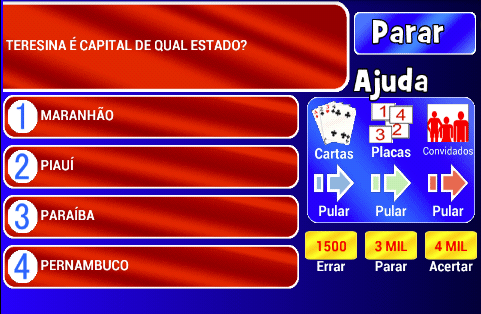 TERESINA É CAPITAL DE QUAL ESTADO?
Parar
Ajuda
1 MARANHÃO
2 PIAUÍ
3 PARAÍBA
4 PERNAMBUCO
1 4
3 2
Cartas Placas Convidados
Pular Pular Pular
1500 3 MIL 4 MIL
Errar Parar Acertar